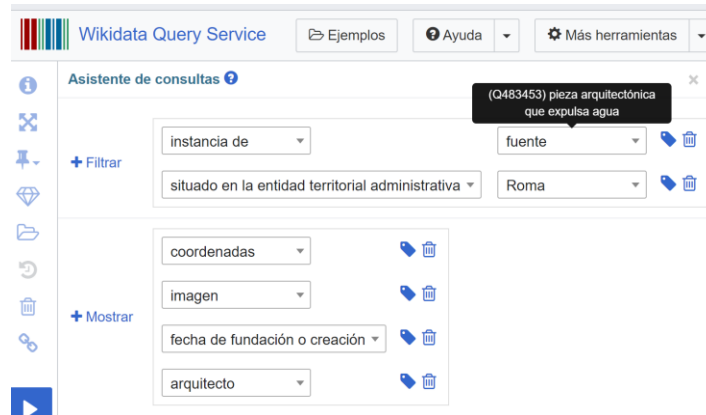 Wikidata Query Service Ejemplos Ayuda Más herramientas
Asistente de consultas
(Q483453) pieza arquitectónica
que expulsa agua
instancia de fuente
+ Filtrar
situado en la entidad territorial administrativa Roma
coordenadas
imagen
+ Mostrar
fecha de fundación o creación
arquitecto